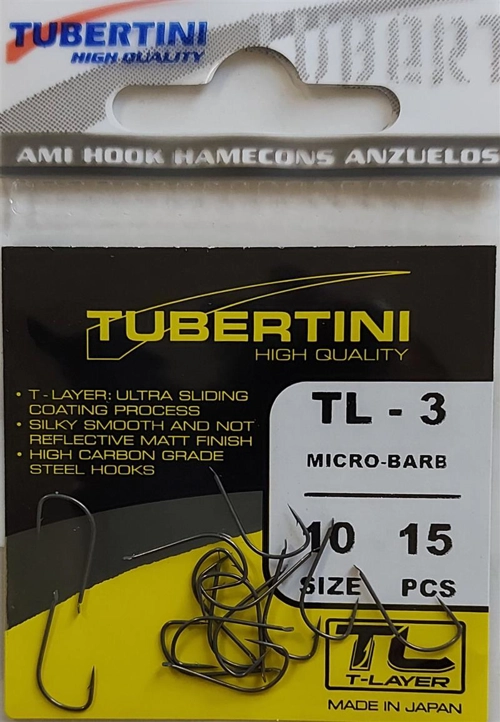 TUBERTINI
HIGH QUALITY
TUBERT
AMI HOOK HAMECONS ANZUELOS
TUBERTINI
HIGH QUALITY
• T-LAYER: ULTRA SLIDING
COATING PROCESS
• SILKY SMOOTH AND NOT
REFLECTIVE MATT FINISH
• HIGH CARBON GRADE
STEEL HOOKS
TL - 3
MICRO-BARB
10 15
SIZE PCS
TL
T-LAYER
MADE IN JAPAN